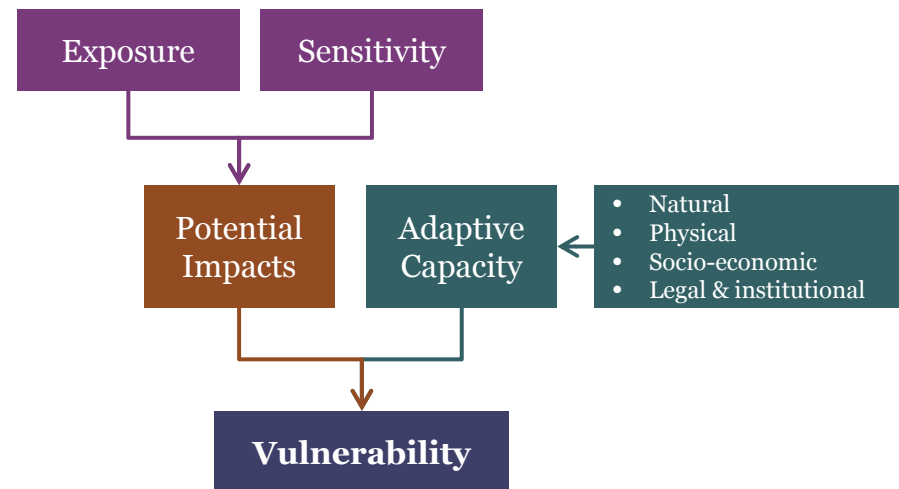 Exposure
Sensitivity
Potential
Impacts
Adaptive
Capacity
• Natural
• Physical
• Socio-economic
• Legal & institutional
Vulnerability